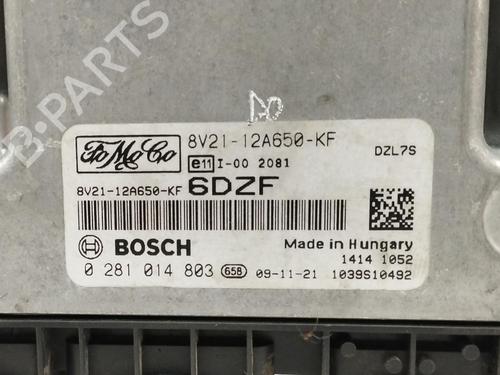 FoMoCo
8V21-12A650-KF
DZL7S
e11 I-00 2081
8V21-12A650-KF 6DZF
BOSCH
Made in Hungary
0 281 014 803 658 09-11-21
1414 1052
1039S10492
B-PARTS